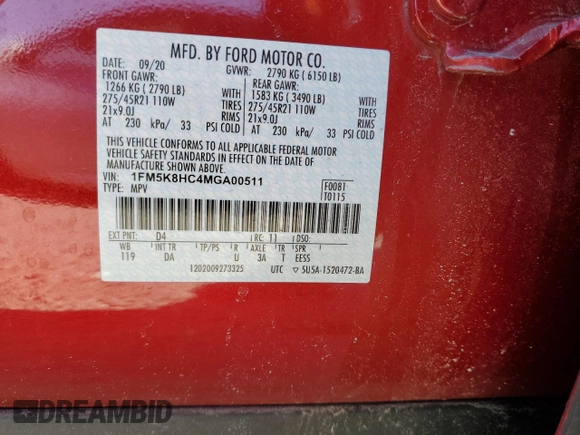 MFD. BY FORD MOTOR CO.
DATE: 09/20 GVWR: 2790 KG ( 6150 LB)
FRONT GAWR: REAR GAWR:
1266 KG ( 2790 LB) WITH 1583 KG ( 3490 LB) WITH
275/45R21 110W TIRES 275/45R21 110W TIRES
21x9.0J RIMS 21x9.0J RIMS
AT 230 kPa/ 33 PSI COLD AT 230 kPa/ 33 PSI COLD
THIS VEHICLE CONFORMS TO ALL APPLICABLE FEDERAL MOTOR
VEHICLE SAFETY STANDARDS IN EFFECT ON THE DATE OF
MANUFACTURE SHOWN ABOVE.
VIN: 1FM5K8HC4MGA00511
TYPE: MPV
F0081
T0115
EXT PNT: D4 RC: 11 DSO:
WB INT TR TP/PS R AXLE TR SPR
119 DA U 3A T EESS
1202009273325 UTC ▽ 5U5A-1520472-BA
DREAMBID